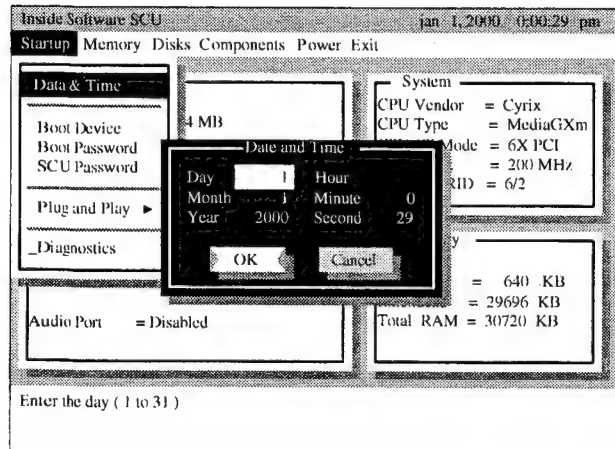 Inside Software SCU jan 1,2000 0:00:29 pm
Startup Memory Disks Components Power Exit
Data & Time
Boot Device
Boot Password
SCU Password
Plug and Play ►
_Diagnostics
4 MB
Audio Port = Disabled
System
CPU Vendor = Cyrix
CPU Type = MediaGXm
Mode = 6X PCI
= 200 MHz
RID = 6/2
Date and Time
Day 1 Hour
Month 1 Minute 0
Year 2000 Second 29
OK Cancel
y
= 640 KB
= 29696 KB
Total RAM = 30720 KB
Enter the day ( 1 to 31 )